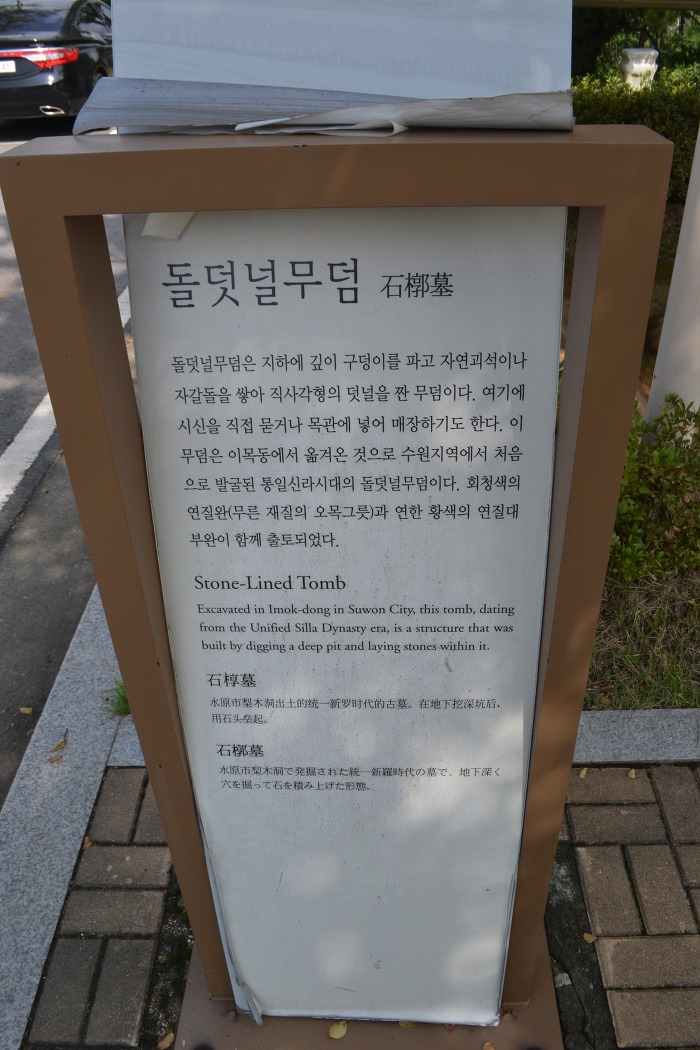 돌덧널무덤 石槨墓
돌덧널무덤은 지하에 깊이 구덩이를 파고 자연괴석이나
자갈돌을 쌓아 직사각형의 덧널을 짠 무덤이다. 여기에
시신을 직접 묻거나 목관에 넣어 매장하기도 한다. 이
무덤은 이목동에서 옮겨온 것으로 수원지역에서 처음
으로 발굴된 통일신라시대의 돌덧널무덤이다. 회청색의
연질완(무른 재질의 오목그릇)과 연한 황색의 연질대
부완이 함께 출토되었다.
Stone-Lined Tomb
Excavated in Imok-dong in Suwon City, this tomb, dating
from the Unified Silla Dynasty era, is a structure that was
built by digging a deep pit and laying stones within it.
石椁墓
水原市梨木洞出土的统一新罗时代的古墓。在地下挖深坑后,
用石头垒起。
石槨墓
水原市梨木洞で発掘された統一新羅時代の墓で、地下深く
穴を掘って石を積み上げた形態。